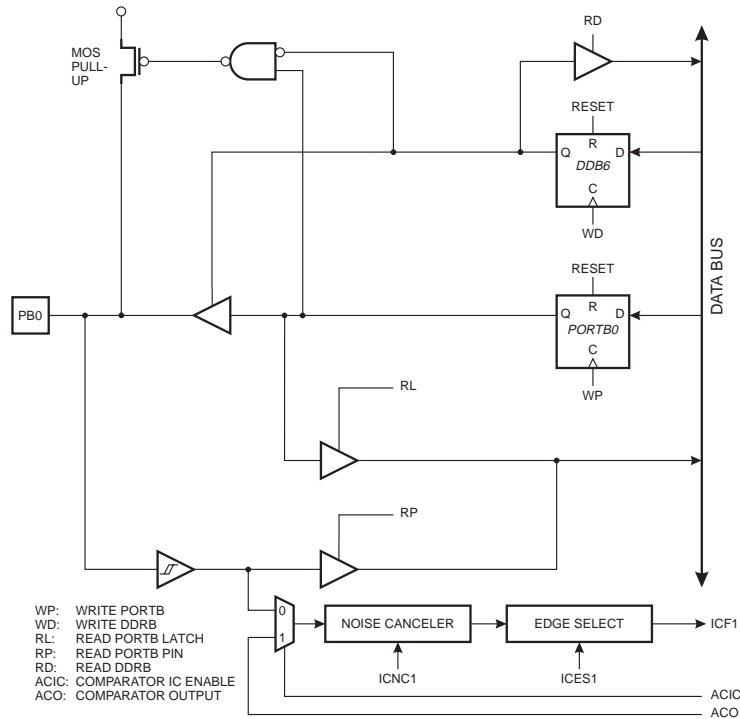 RD
MOS
PULL-
UP
RESET
R
Q
D
DDB6
C
WD
DATA BUS
RESET
R
PB0
Q
D
PORTB0
C
WP
RL
RP
WP: WRITE PORTB
WD: WRITE DDRB
RL: READ PORTB LATCH
RP: READ PORTB PIN
RD: READ DDRB
ACIC: COMPARATOR IC ENABLE
ACO: COMPARATOR OUTPUT
0
1
NOISE CANCELER
EDGE SELECT
ICF1
ICNC1
ICES1
ACIC
ACO